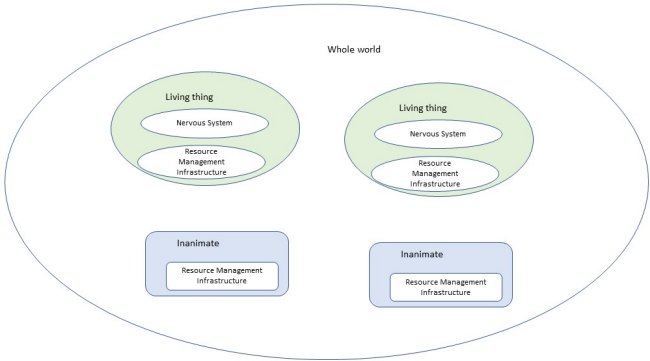 Whole world
Living thing
Nervous System
Resource
Management
Infrastructure
Living thing
Nervous System
Resource
Management
Infrastructure
Inanimate
Resource Management
Infrastructure
Inanimate
Resource Management
Infrastructure